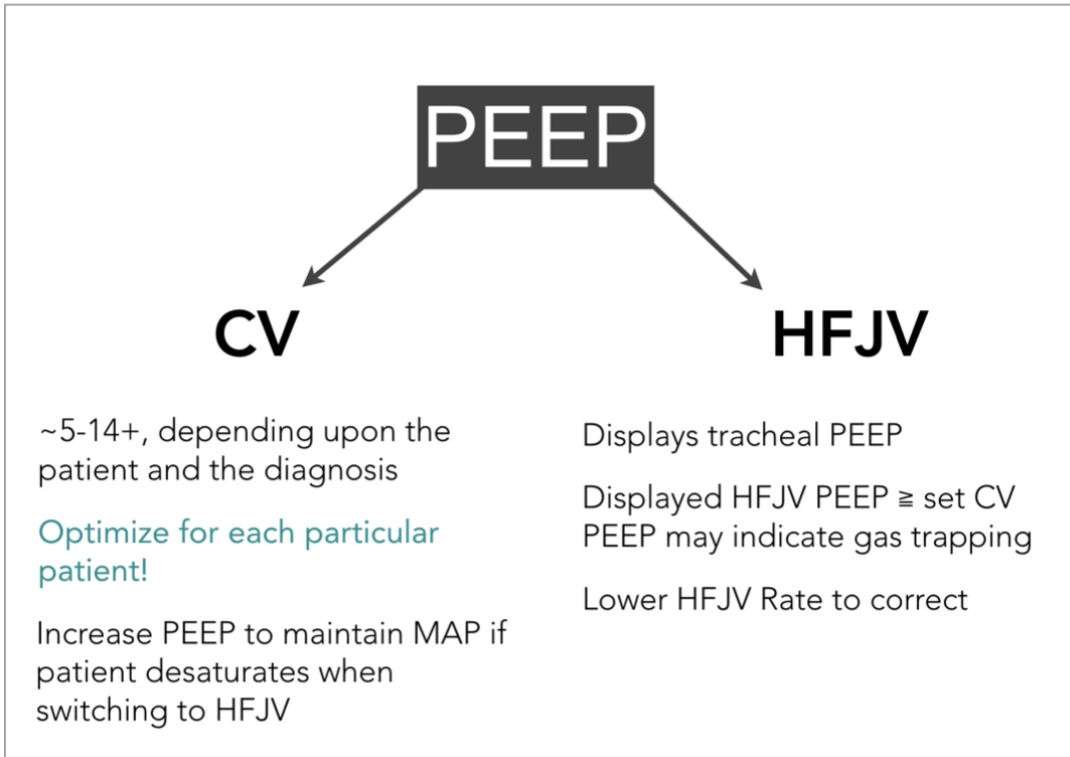 PEEP
CV
~5-14+, depending upon the
patient and the diagnosis
Optimize for each particular
patient!
Increase PEEP to maintain MAP if
patient desaturates when
switching to HFJV
HFJV
Displays tracheal PEEP
Displayed HFJV PEEP ≧ set CV
PEEP may indicate gas trapping
Lower HFJV Rate to correct